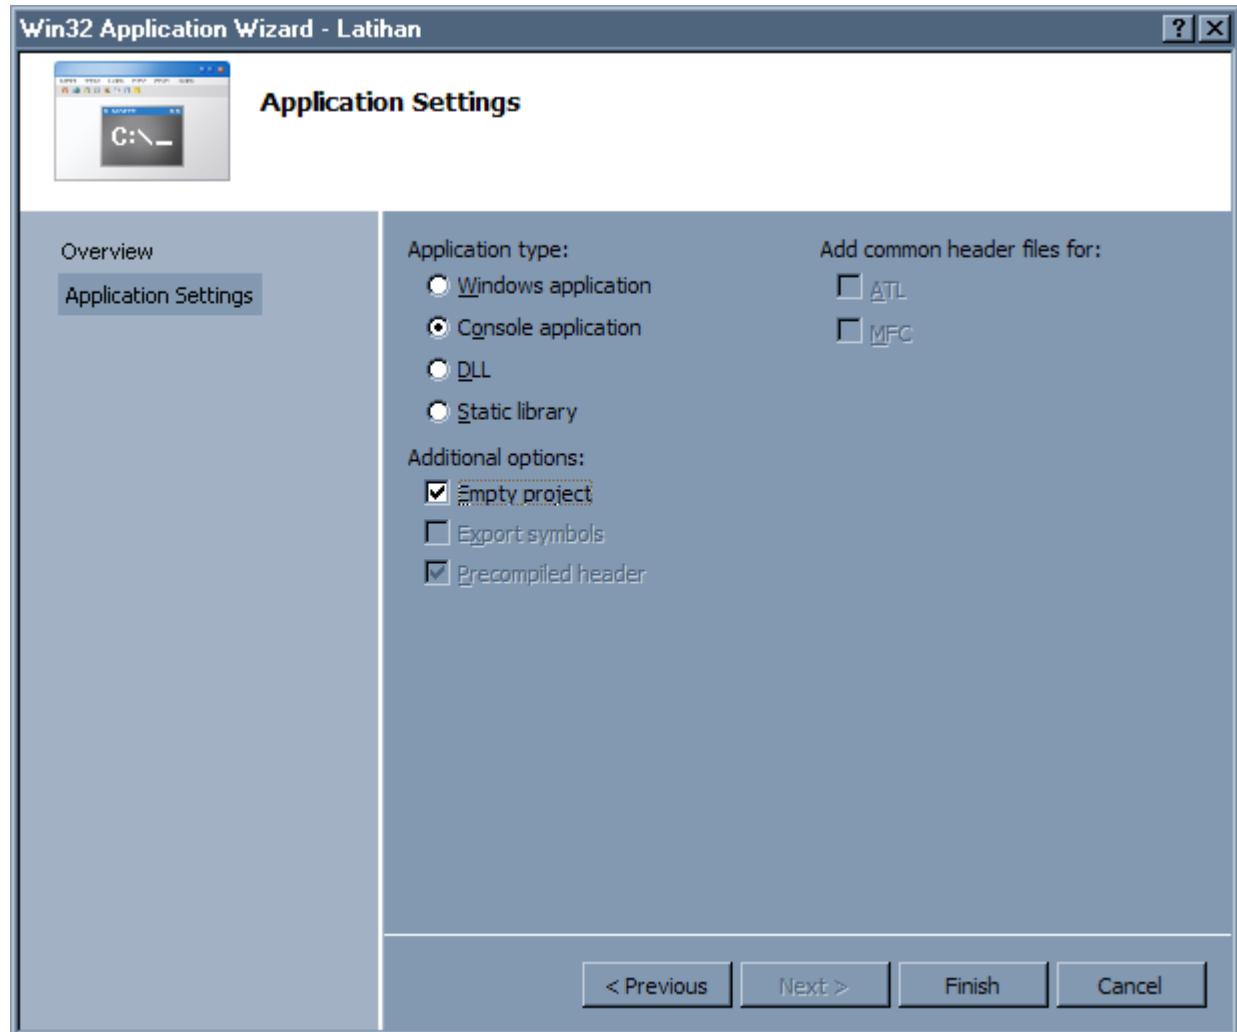 Win32 Application Wizard - Latihan
C:\_
Application Settings
Overview
Application Settings
Application type:
Windows application
Console application
DLL
Static library
Additional options:
Empty project
Export symbols
Precompiled header
Add common header files for:
ATL
MFC
< Previous
Next >
Finish
Cancel